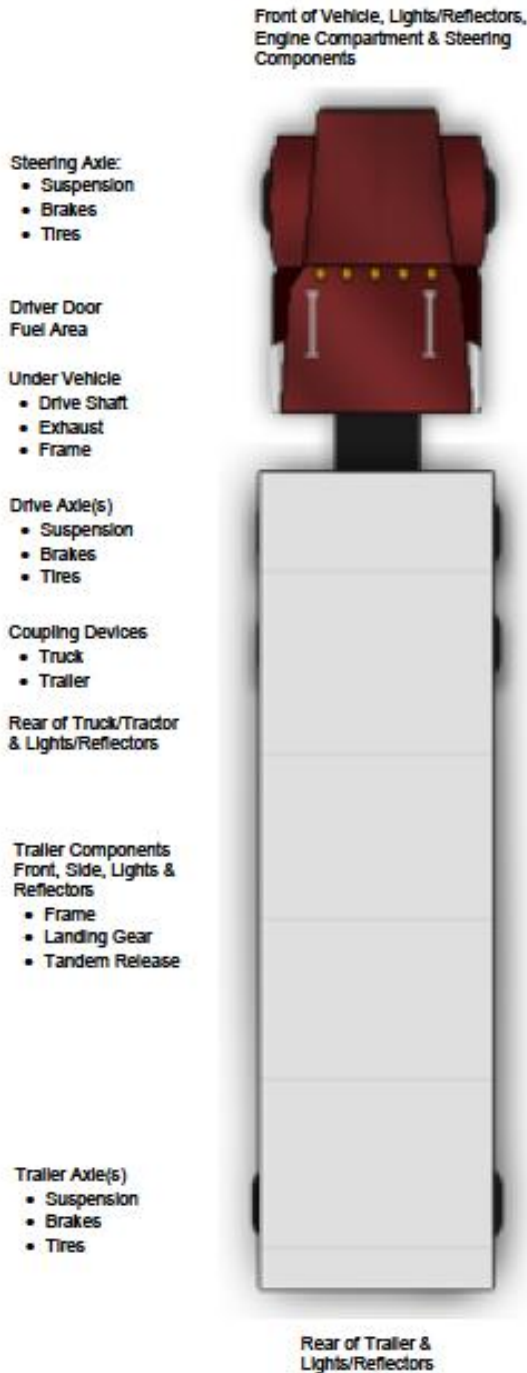 Front of Vehicle, Lights/Reflectors,
Engine Compartment & Steering
Components
Steering Axle:
• Suspension
• Brakes
• Tires
Driver Door
Fuel Area
Under Vehicle
• Drive Shaft
• Exhaust
• Frame
Drive Axle(s)
• Suspension
• Brakes
• Tires
Coupling Devices
• Truck
• Trailer
Rear of Truck/Tractor
& Lights/Reflectors
Trailer Components
Front, Side, Lights &
Reflectors
• Frame
• Landing Gear
• Tandem Release
Trailer Axle(s)
• Suspension
• Brakes
• Tires
Rear of Trailer &
Lights/Reflectors